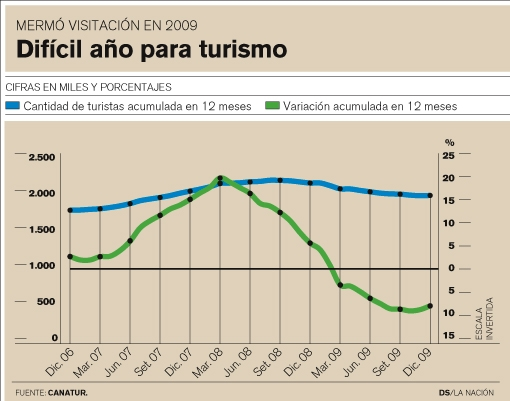 MERMÓ VISITACIÓN EN 2009
Difícil año para turismo
CIFRAS EN MILES Y PORCENTAJES
Cantidad de turistas acumulada en 12 meses
Variación acumulada en 12 meses
%
2.500
2.000
1.500
1.000
500
0
25
20
15
10
5
0
5
10
15
ESCALA
INVERTIDA
Dic. 06
Mar. 07
Jun. 07
Set. 07
Dic. 07
Mar. 08
Jun. 08
Set. 08
Dic. 08
Mar. 09
Jun. 09
Set. 09
Dic. 09
FUENTE: CANATUR.
DS/LA NACIÓN